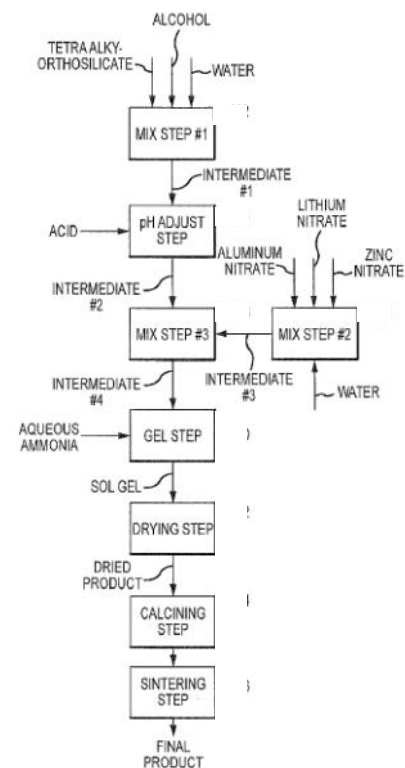 ALCOHOL
TETRA ALKY-
ORTHOSILICATE
WATER
MIX STEP #1
INTERMEDIATE
#1
LITHIUM
NITRATE
ACID
pH ADJUST
STEP
ALUMINUM
NITRATE
ZINC
NITRATE
INTERMEDIATE
#2
MIX STEP #3
MIX STEP #2
INTERMEDIATE
#3
INTERMEDIATE
#4
WATER
AQUEOUS
AMMONIA
GEL STEP
SOL GEL
DRYING STEP
DRIED
PRODUCT
CALCINING
STEP
SINTERING
STEP
FINAL
PRODUCT